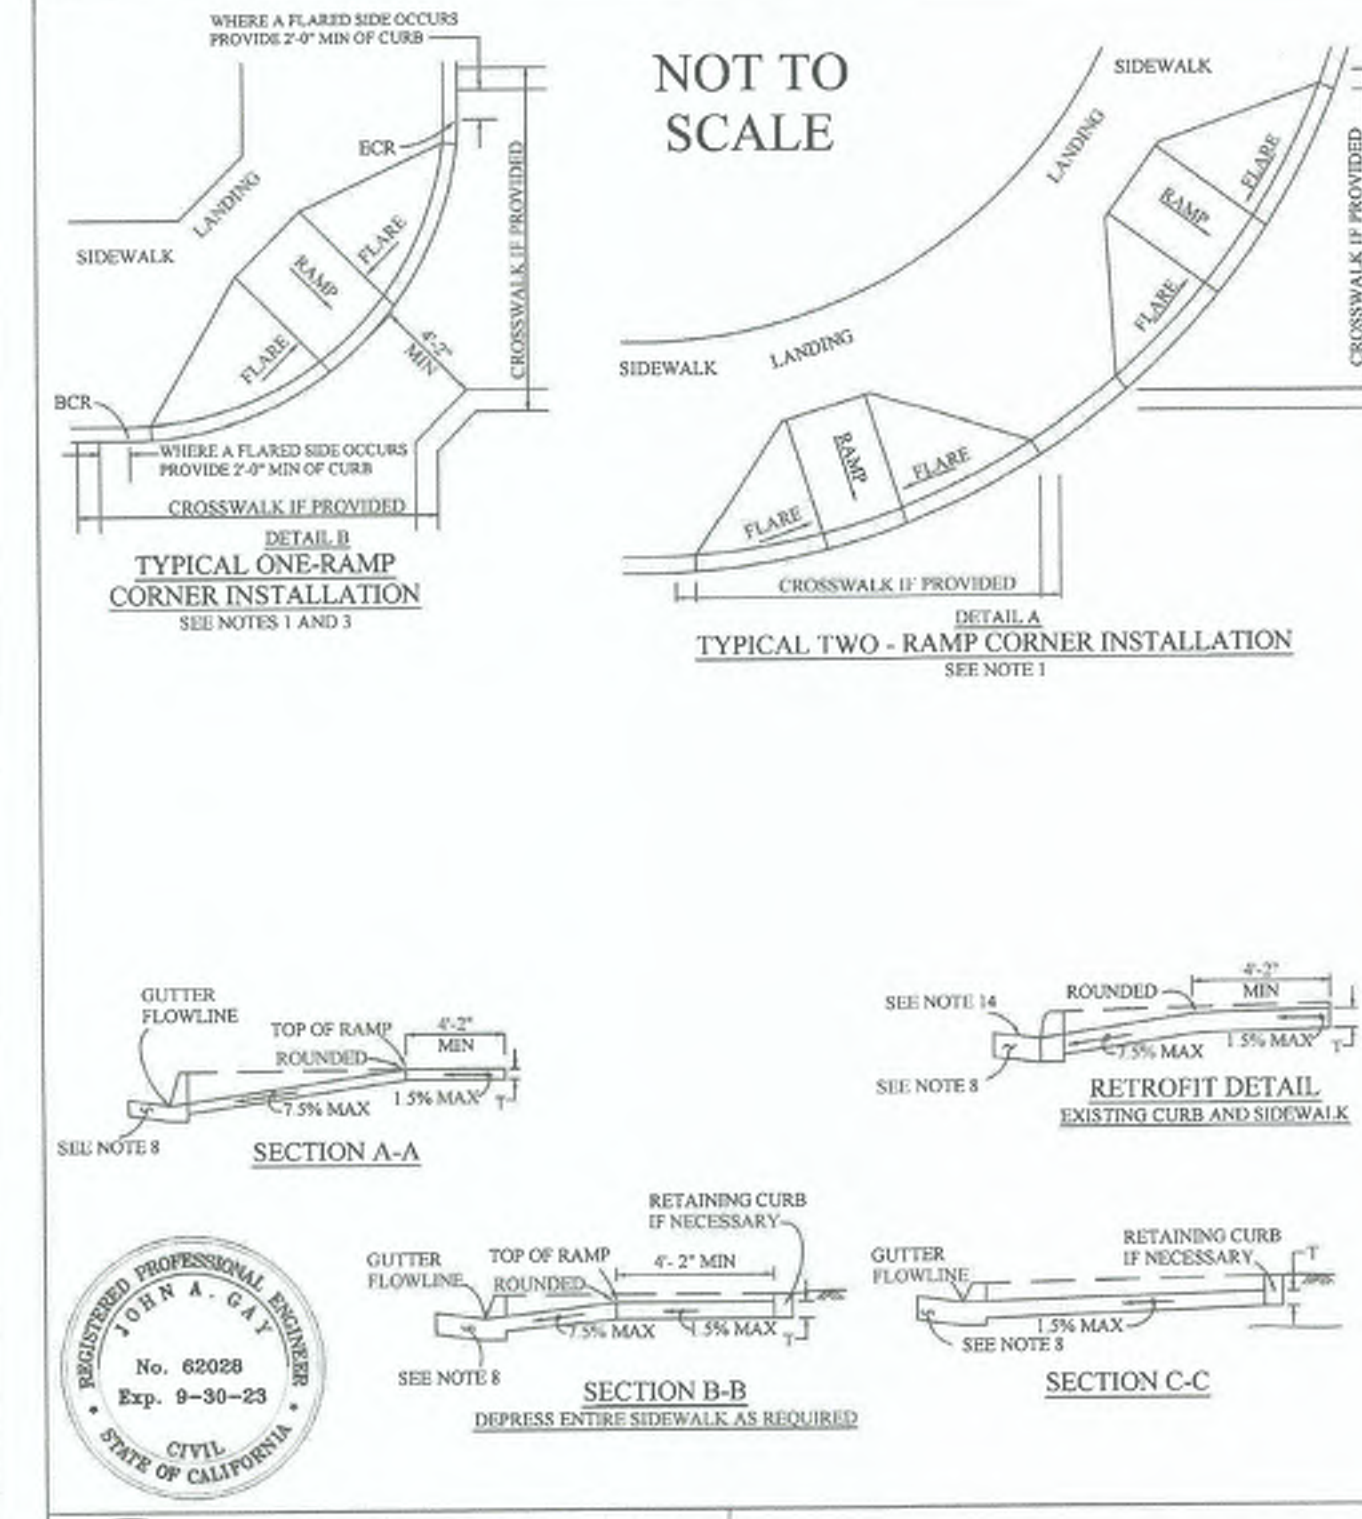 WHERE A FLARED SIDE OCCURS
PROVIDE 2'-0" MIN OF CURB
ECR
LANDING
SIDEWALK
FLARE
RAMP
FLARE
4'-2"
MIN
CROSSWALK IF PROVIDED
BCR
WHERE A FLARED SIDE OCCURS
PROVIDE 2'-0" MIN OF CURB
CROSSWALK IF PROVIDED
DETAIL B
TYPICAL ONE-RAMP
CORNER INSTALLATION
SEE NOTES 1 AND 3
NOT TO
SCALE
SIDEWALK
LANDING
FLARE
RAMP
FLARE
CROSSWALK IF PROVIDED
SIDEWALK
LANDING
RAMP
FLARE
FLARE
CROSSWALK IF PROVIDED
DETAIL A
TYPICAL TWO - RAMP CORNER INSTALLATION
SEE NOTE 1
GUTTER
FLOWLINE
TOP OF RAMP
ROUNDED
4'-2"
MIN
7.5% MAX
1.5% MAX
T
SEE NOTE 8
SECTION A-A
SEE NOTE 14
ROUNDED
4'-2"
MIN
7.5% MAX
1.5% MAX
T
SEE NOTE 8
RETROFIT DETAIL
EXISTING CURB AND SIDEWALK
RETAINING CURB
IF NECESSARY
GUTTER
FLOWLINE
TOP OF RAMP
ROUNDED
4'- 2" MIN
7.5% MAX
1.5% MAX
T
SEE NOTE 8
SECTION B-B
DEPRESS ENTIRE SIDEWALK AS REQUIRED
RETAINING CURB
IF NECESSARY
T
GUTTER
FLOWLINE
1.5% MAX
SEE NOTE 8
SECTION C-C
REGISTERED PROFESSIONAL ENGINEER
JOHN A. GAY
No. 62028
Exp. 9-30-23
CIVIL
STATE OF CALIFORNIA